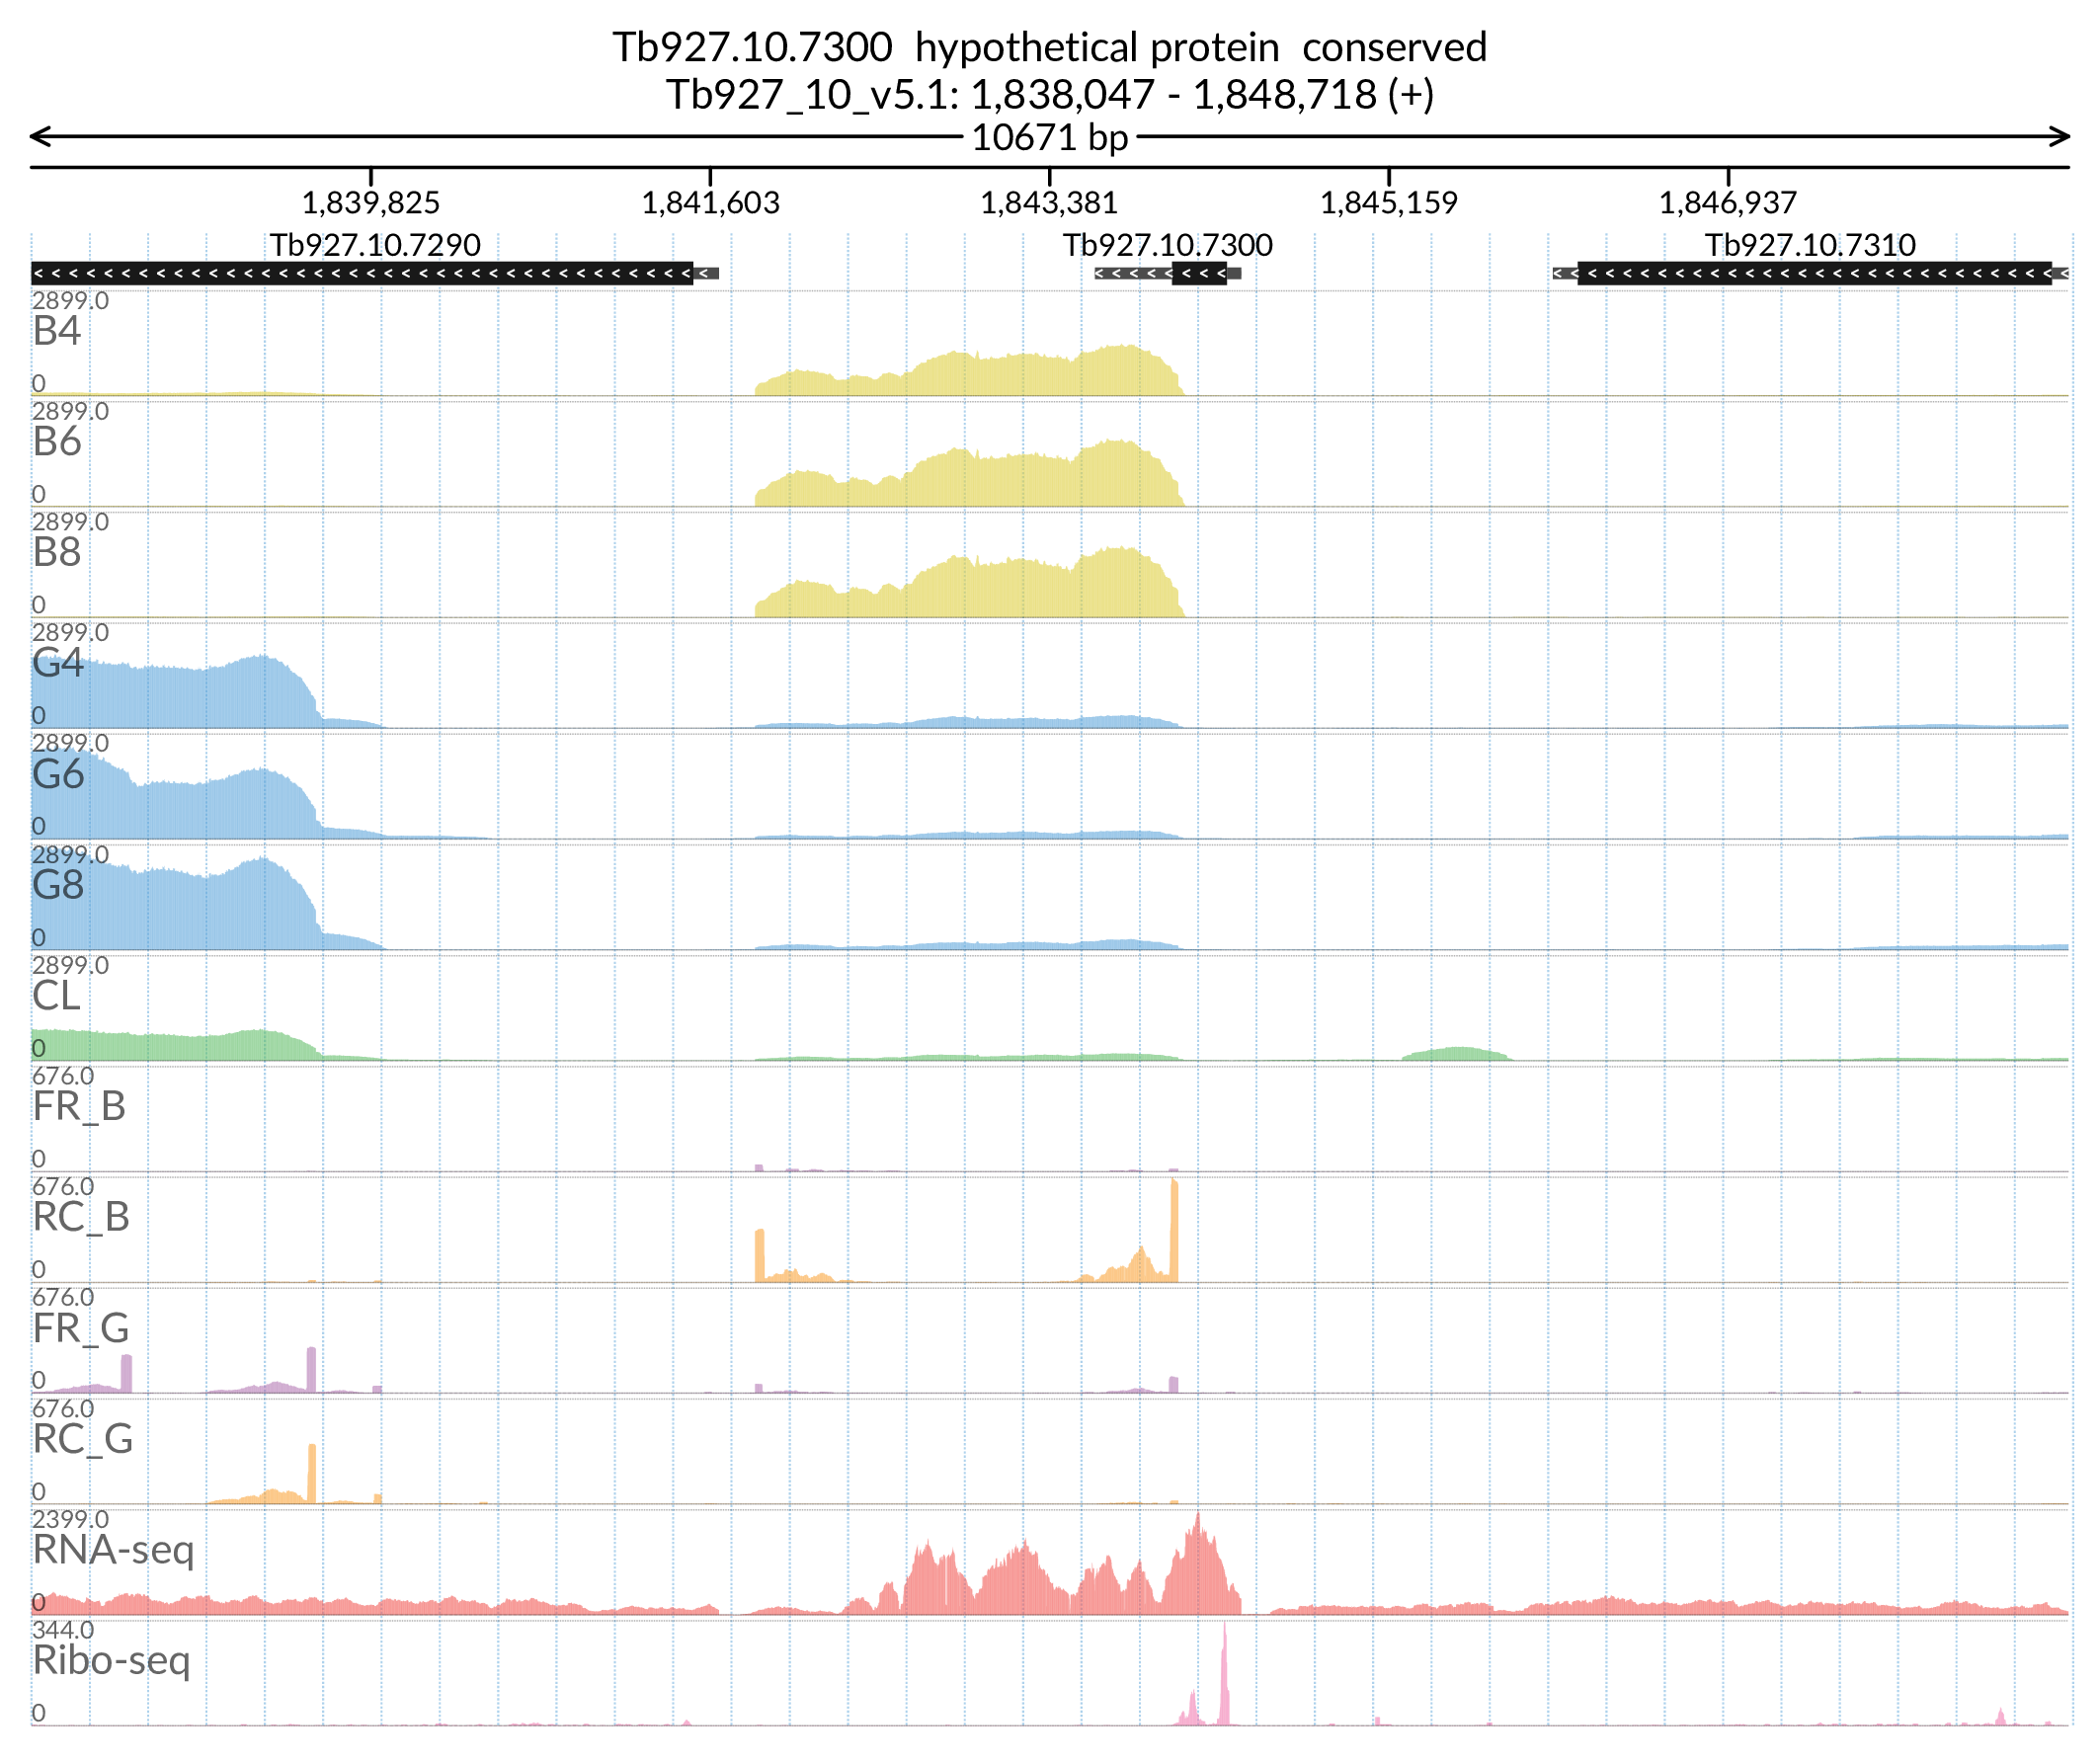 Tb927.10.7300 hypothetical protein conserved
Tb927_10_v5.1: 1,838,047 - 1,848,718 (+)
10671 bp
1,839,825 1,841,603 1,843,381 1,845,159 1,846,937
Tb927.10.7290 Tb927.10.7300 Tb927.10.7310
2899.0
B4
0
2899.0
B6
0
2899.0
B8
0
2899.0
G4
0
2899.0
G6
0
2899.0
G8
0
2899.0
CL
0
676.0
FR_B
0
676.0
RC_B
0
676.0
FR_G
0
676.0
RC_G
0
2399.0
RNA-seq
0
344.0
Ribo-seq
0